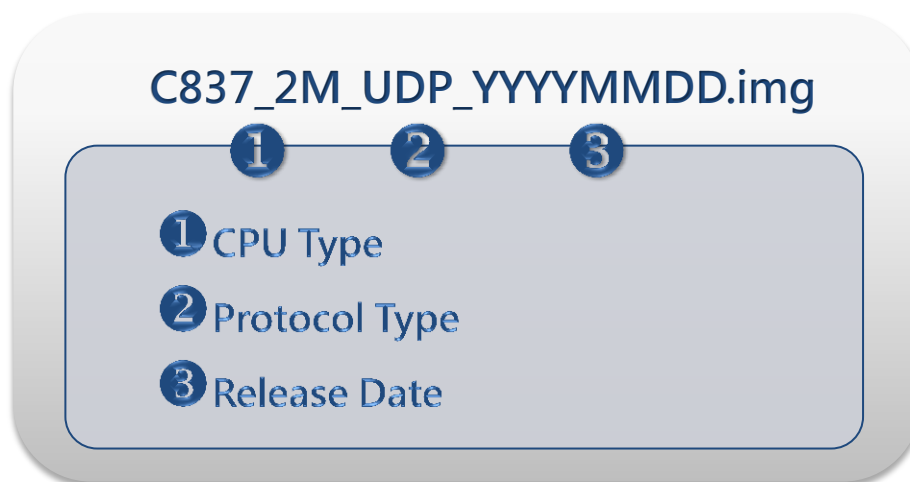 C837_2M_UDP_YYYYMMDD.img
1 2 3
1 CPU Type
2 Protocol Type
3 Release Date